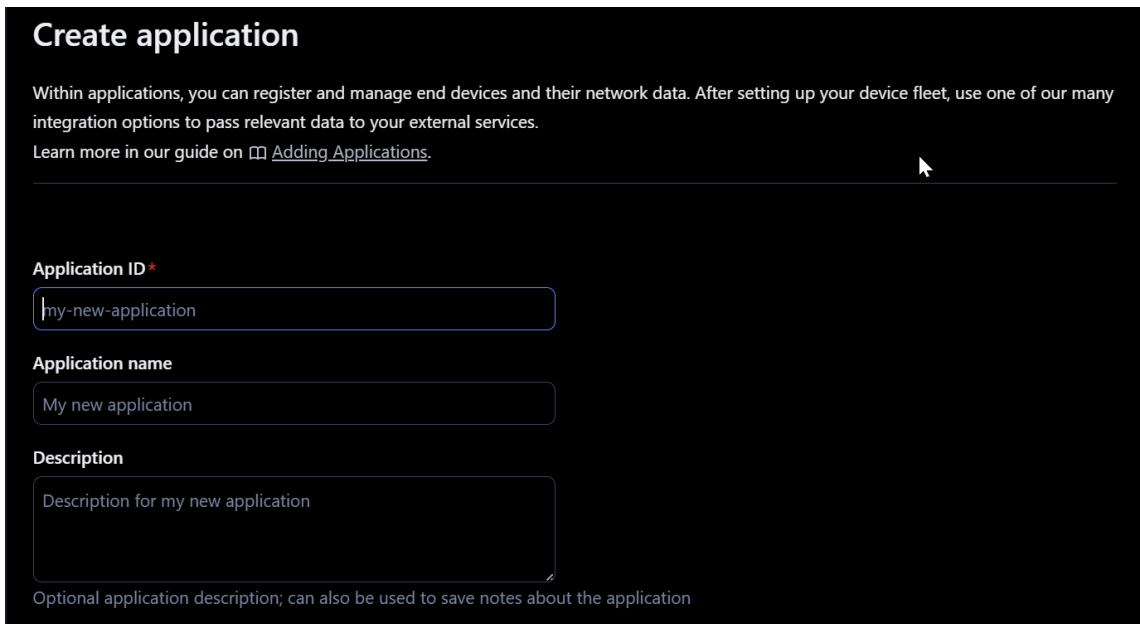 Create application
Within applications, you can register and manage end devices and their network data. After setting up your device fleet, use one of our many
integration options to pass relevant data to your external services.
Learn more in our guide on Adding Applications.
Application ID*
my-new-application
Application name
My new application
Description
Description for my new application
Optional application description; can also be used to save notes about the application